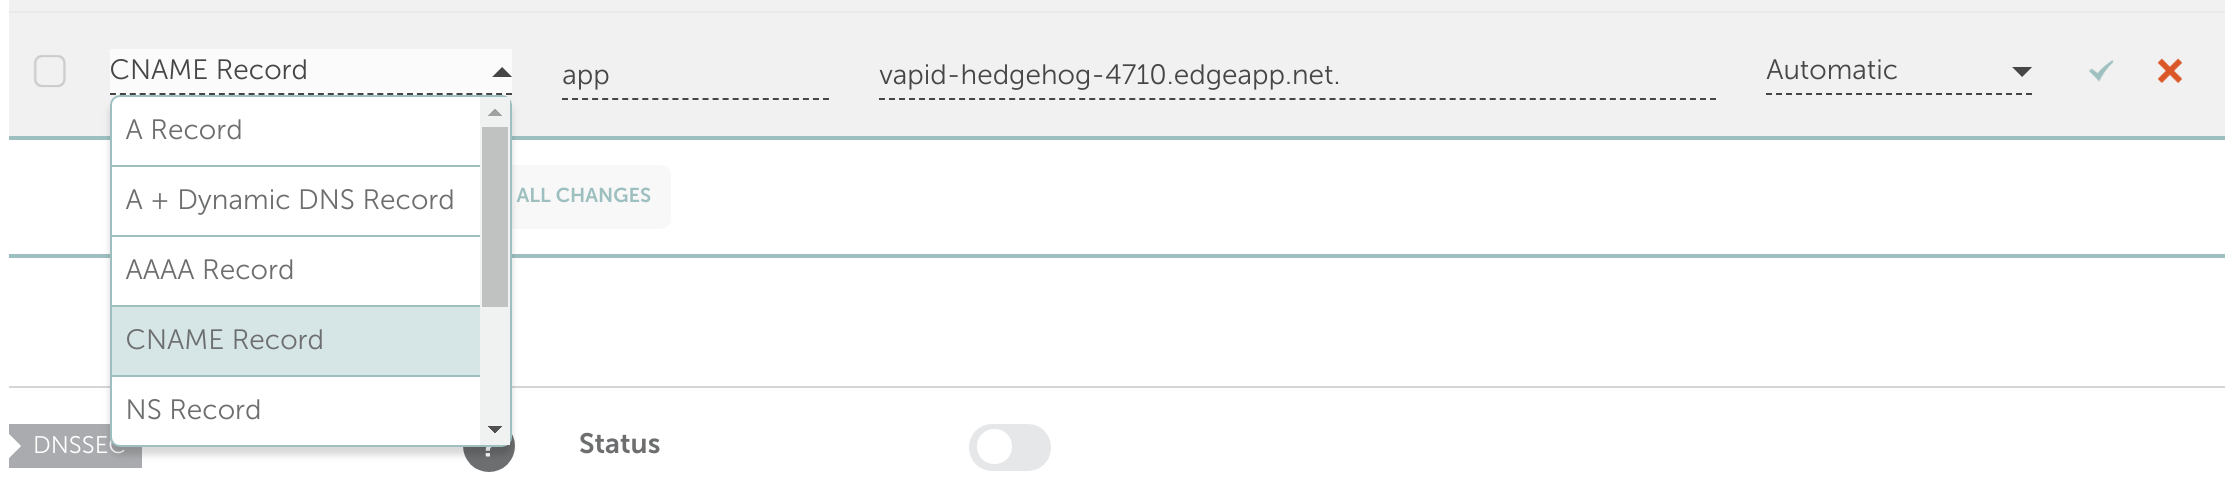 CNAME Record
app
vapid-hedgehog-4710.edgeapp.net.
Automatic
A Record
A + Dynamic DNS Record
AAAA Record
CNAME Record
NS Record
ALL CHANGES
DNSSEC
?
Status